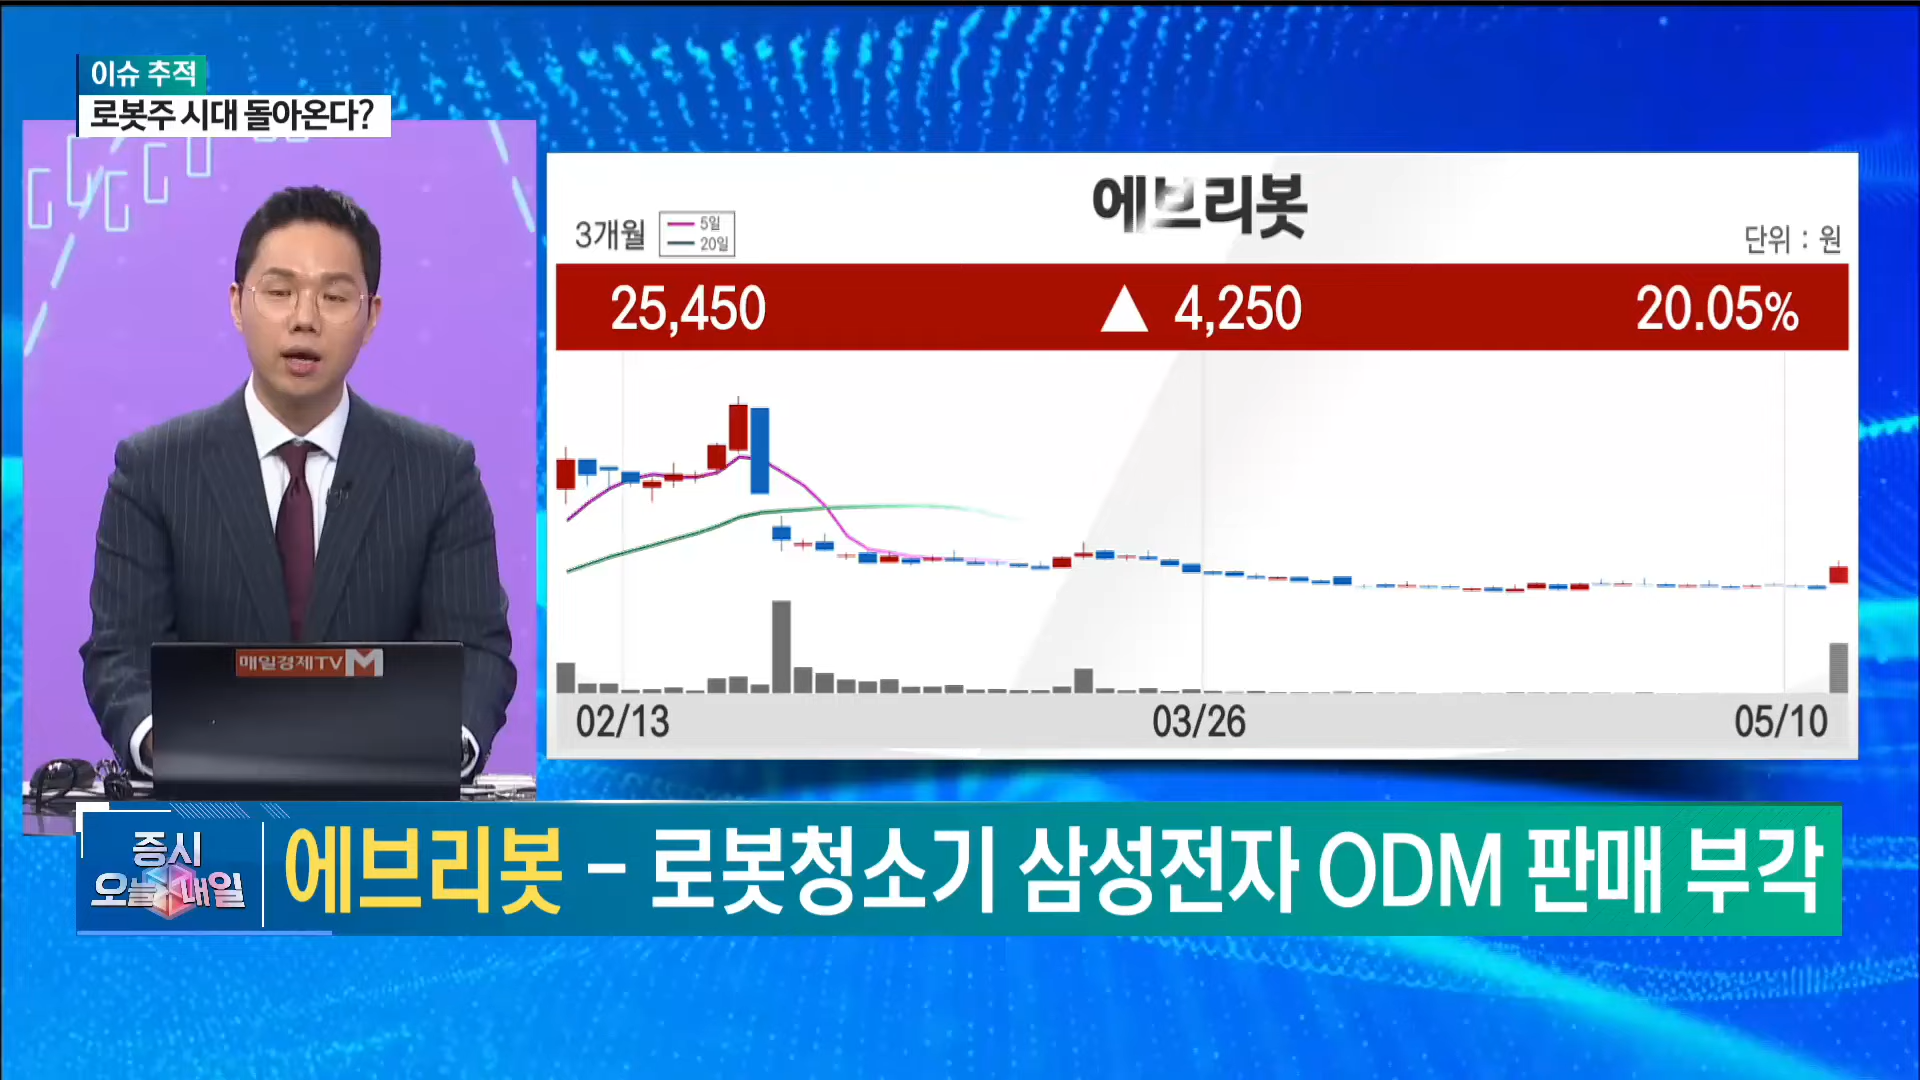 이슈 추적
로봇주 시대 돌아온다?
에브리봇
3개월
5일
20일
단위 : 원
25,450 ▲ 4,250 20.05%
02/13 03/26 05/10
매일경제TV M
증시
오늘 매일
에브리봇 - 로봇청소기 삼성전자 ODM 판매 부각